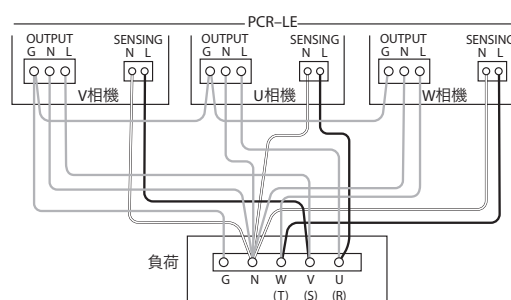 PCR–LE
OUTPUT SENSING OUTPUT SENSING OUTPUT SENSING
G N L N L G N L N L G N L N L
V相機 U相機 W相機
負荷
G N W V U
(T) (S) (R)